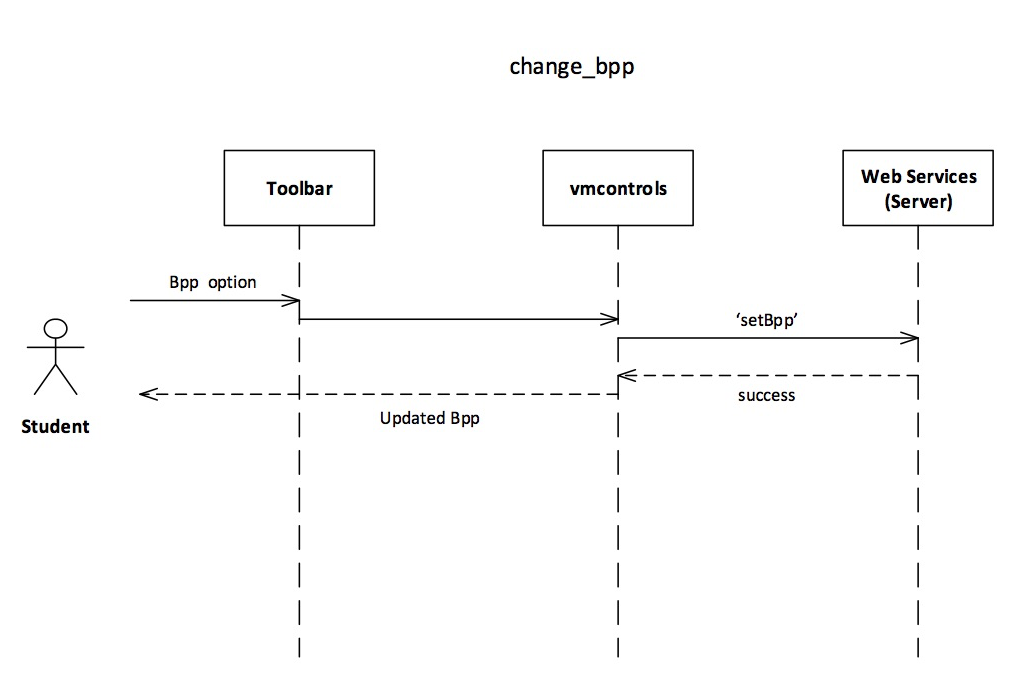 change_bpp
Toolbar
vmcontrols
Web Services
(Server)
Bpp option
‘setBpp’
success
Updated Bpp
Student